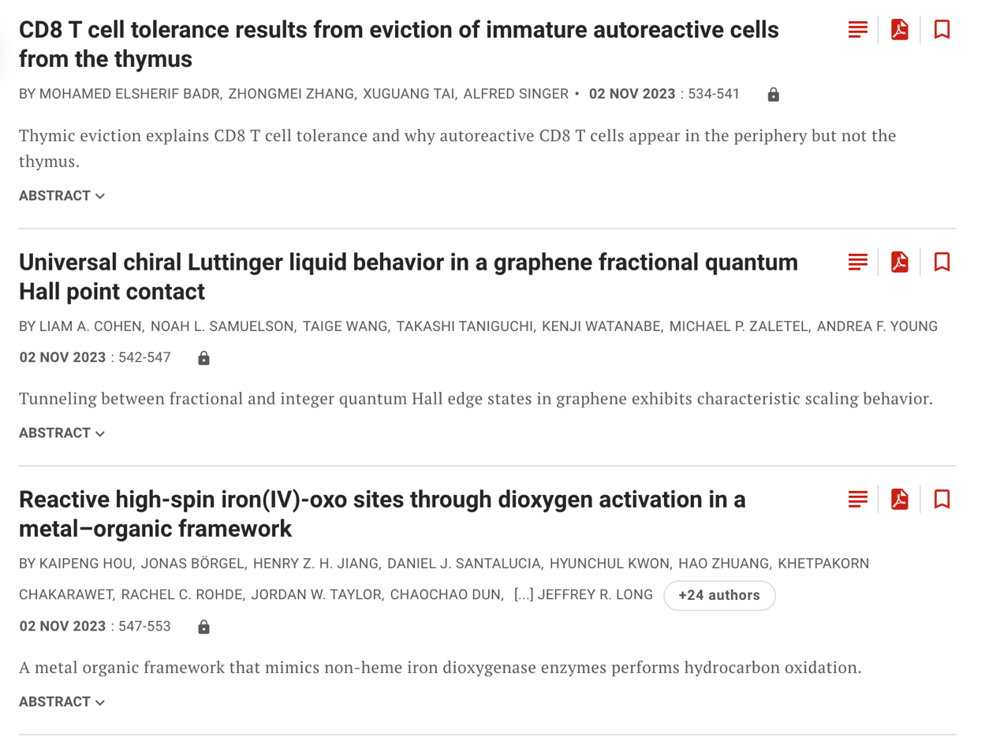 CD8 T cell tolerance results from eviction of immature autoreactive cells
from the thymus
BY MOHAMED ELSHERIF BADR, ZHONGMEI ZHANG, XUGUANG TAI, ALFRED SINGER • 02 NOV 2023 : 534-541
Thymic eviction explains CD8 T cell tolerance and why autoreactive CD8 T cells appear in the periphery but not the
thymus.
ABSTRACT
Universal chiral Luttinger liquid behavior in a graphene fractional quantum
Hall point contact
BY LIAM A. COHEN, NOAH L. SAMUELSON, TAIGE WANG, TAKASHI TANIGUCHI, KENJI WATANABE, MICHAEL P. ZALETEL, ANDREA F. YOUNG
02 NOV 2023 : 542-547
Tunneling between fractional and integer quantum Hall edge states in graphene exhibits characteristic scaling behavior.
ABSTRACT
Reactive high-spin iron(IV)-oxo sites through dioxygen activation in a
metal–organic framework
BY KAIPENG HOU, JONAS BÖRGEL, HENRY Z. H. JIANG, DANIEL J. SANTALUCIA, HYUNCHUL KWON, HAO ZHUANG, KHETPAKORN
CHAKARAWET, RACHEL C. ROHDE, JORDAN W. TAYLOR, CHAOCHAO DUN, [...] JEFFREY R. LONG +24 authors
02 NOV 2023 : 547-553
A metal organic framework that mimics non-heme iron dioxygenase enzymes performs hydrocarbon oxidation.
ABSTRACT